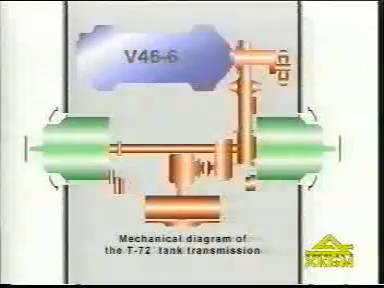 V46-6
Mechanical diagram of
the T-72 tank transmission